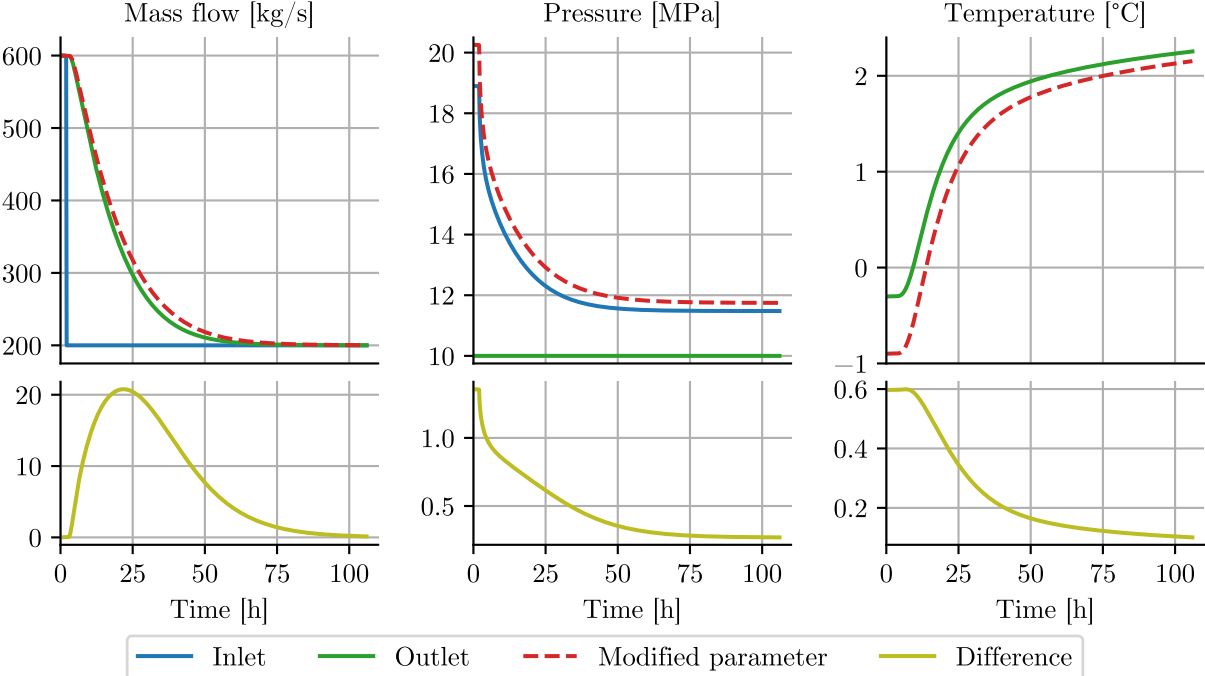 Mass flow [kg/s] Pressure [MPa] Temperature [°C]
600 20 2
500 18 1
400 16 0
300 14 −1
200 12
10
20 1.0 0.6
10 0.5 0.4
0 0.2
0 25 50 75 100 0 25 50 75 100 0 25 50 75 100
Time [h] Time [h] Time [h]
Inlet Outlet Modified parameter Difference